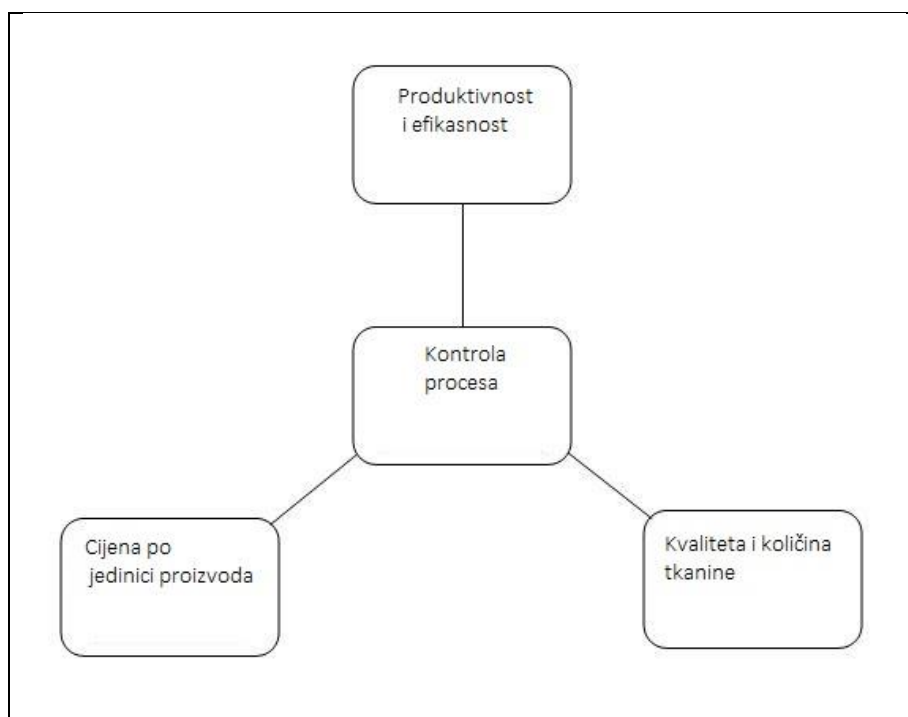 Produktivnost
i efikasnost
Kontrola
procesa
Cijena po
jedinici proizvoda
Kvaliteta i količina
tkanine